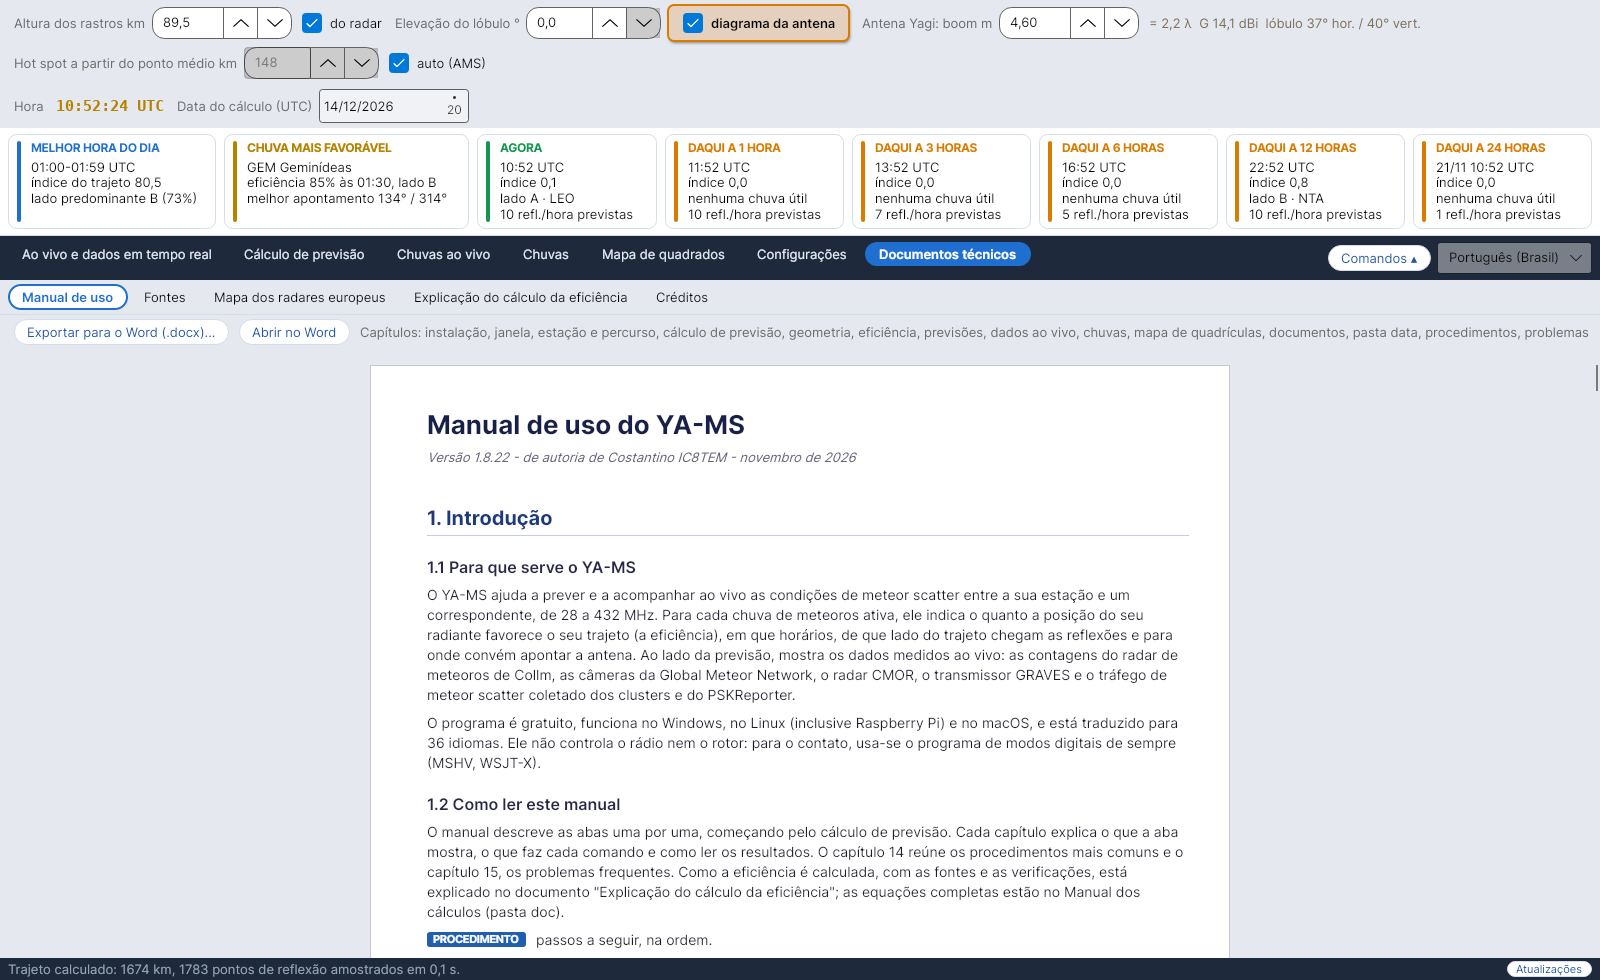 Altura dos rastros km 89,5 do radar Elevação do lóbulo ° 0,0 diagrama da antena Antena Yagi: boom m 4,60 = 2,2 λ G 14,1 dBi lóbulo 37° hor. / 40° vert.
Hot spot a partir do ponto médio km 148 auto (AMS)
Hora 10:52:24 UTC Data do cálculo (UTC) 14/12/2026 20
MELHOR HORA DO DIA
01:00-01:59 UTC
índice do trajeto 80,5
lado predominante B (73%)
CHUVA MAIS FAVORÁVEL
GEM Geminídeas
eficiência 85% às 01:30, lado B
melhor apontamento 134° / 314°
AGORA
10:52 UTC
índice 0,1
lado A · LEO
10 refl./hora previstas
DAQUI A 1 HORA
11:52 UTC
índice 0,0
nenhuma chuva útil
10 refl./hora previstas
DAQUI A 3 HORAS
13:52 UTC
índice 0,0
nenhuma chuva útil
7 refl./hora previstas
DAQUI A 6 HORAS
16:52 UTC
índice 0,0
nenhuma chuva útil
5 refl./hora previstas
DAQUI A 12 HORAS
22:52 UTC
índice 0,8
lado B · NTA
10 refl./hora previstas
DAQUI A 24 HORAS
21/11 10:52 UTC
índice 0,0
nenhuma chuva útil
1 refl./hora previstas
Ao vivo e dados em tempo real Cálculo de previsão Chuvas ao vivo Chuvas Mapa de quadrados Configurações Documentos técnicos Comandos ▴ Português (Brasil)
Manual de uso Fontes Mapa dos radares europeus Explicação do cálculo da eficiência Créditos
Exportar para o Word (.docx)... Abrir no Word Capítulos: instalação, janela, estação e percurso, cálculo de previsão, geometria, eficiência, previsões, dados ao vivo, chuvas, mapa de quadrículas, documentos, pasta data, procedimentos, problemas
Manual de uso do YA-MS
Versão 1.8.22 - de autoria de Costantino IC8TEM - novembro de 2026
1. Introdução
1.1 Para que serve o YA-MS
O YA-MS ajuda a prever e a acompanhar ao vivo as condições de meteor scatter entre a sua estação e um
correspondente, de 28 a 432 MHz. Para cada chuva de meteoros ativa, ele indica o quanto a posição do seu
radiante favorece o seu trajeto (a eficiência), em que horários, de que lado do trajeto chegam as reflexões e para
onde convém apontar a antena. Ao lado da previsão, mostra os dados medidos ao vivo: as contagens do radar de
meteoros de Collm, as câmeras da Global Meteor Network, o radar CMOR, o transmissor GRAVES e o tráfego de
meteor scatter coletado dos clusters e do PSKReporter.
O programa é gratuito, funciona no Windows, no Linux (inclusive Raspberry Pi) e no macOS, e está traduzido para
36 idiomas. Ele não controla o rádio nem o rotor: para o contato, usa-se o programa de modos digitais de sempre
(MSHV, WSJT-X).
1.2 Como ler este manual
O manual descreve as abas uma por uma, começando pelo cálculo de previsão. Cada capítulo explica o que a aba
mostra, o que faz cada comando e como ler os resultados. O capítulo 14 reúne os procedimentos mais comuns e o
capítulo 15, os problemas frequentes. Como a eficiência é calculada, com as fontes e as verificações, está
explicado no documento "Explicação do cálculo da eficiência"; as equações completas estão no Manual dos
cálculos (pasta doc).
PROCEDIMENTO passos a seguir, na ordem.
Trajeto calculado: 1674 km, 1783 pontos de reflexão amostrados em 0,1 s. Atualizações